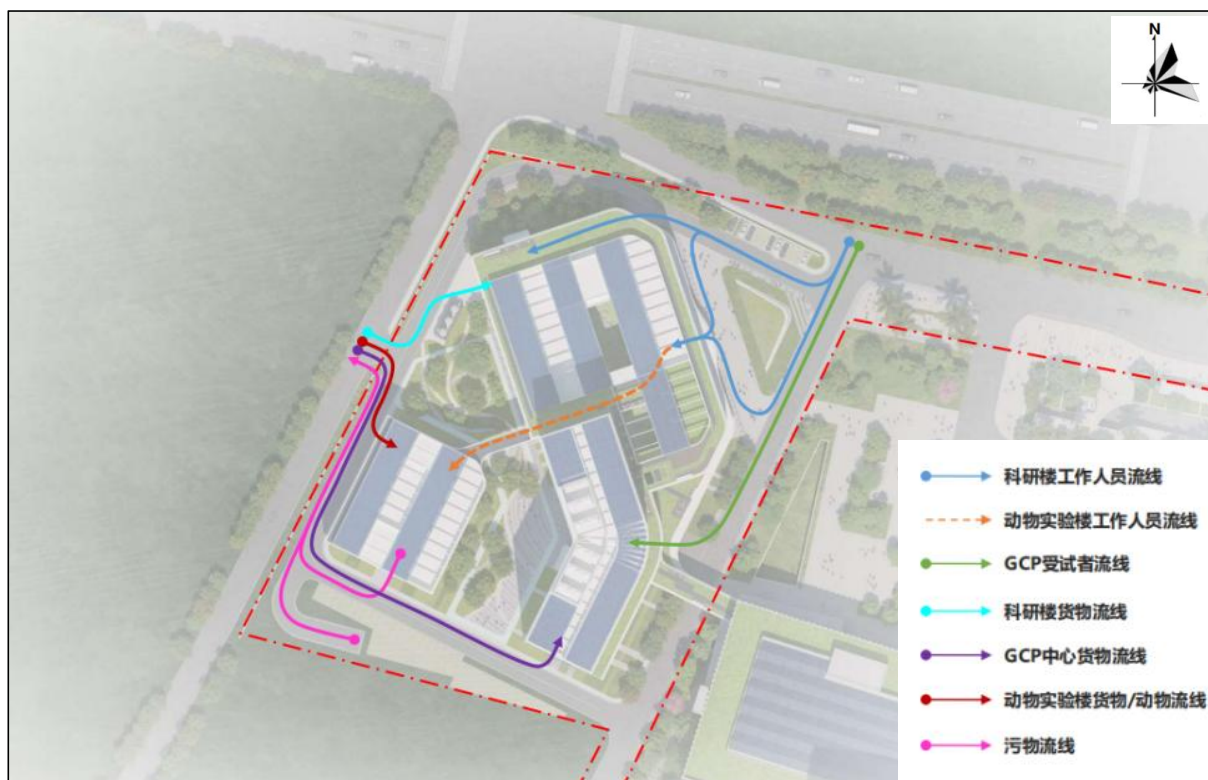 N
科研楼工作人员流线
动物实验楼工作人员流线
GCP受试者流线
科研楼货物流线
GCP中心货物流线
动物实验楼货物/动物流线
污物流线